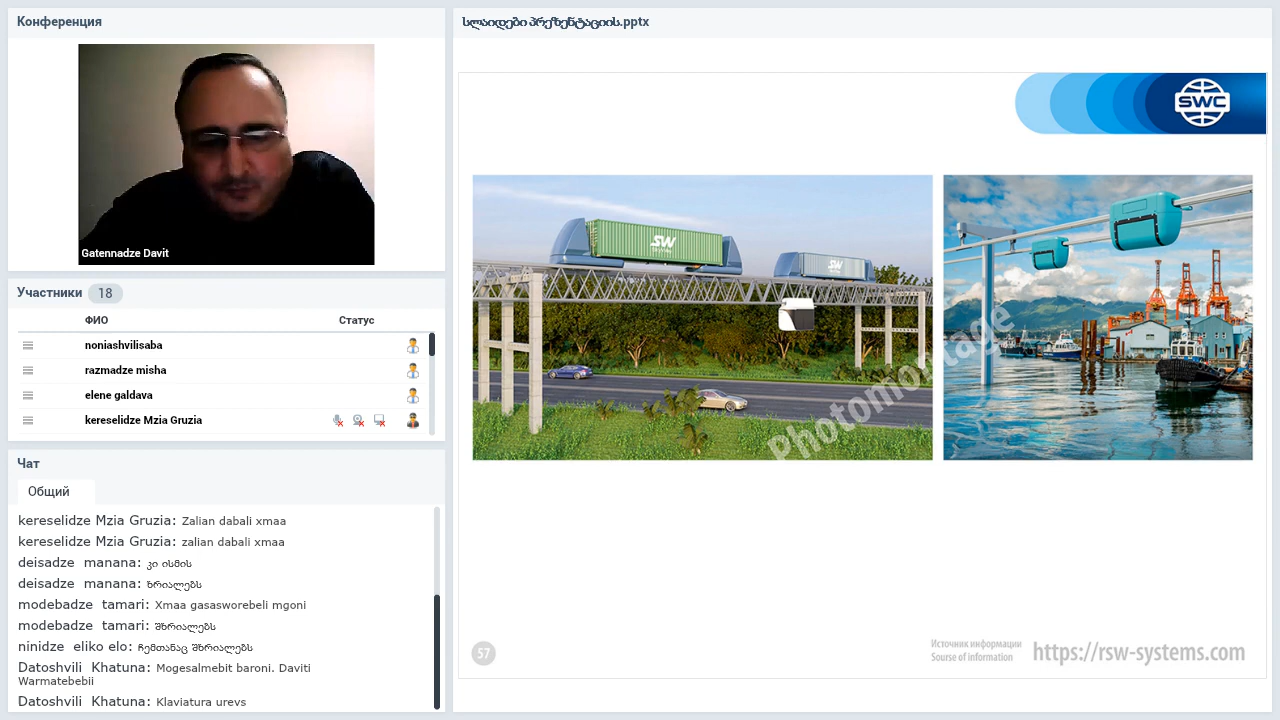 Конференция
Gatennadze Davit
Участники 18
ФИО Статус
noniashvilisaba
razmadze misha
elene galdava
kereselidze Mzia Gruzia
Чат
Общий
kereselidze Mzia Gruzia: Zalian dabali xmaa
kereselidze Mzia Gruzia: zalian dabali xmaa
deisadze manana: კი ისმის
deisadze manana: ხრიალებს
modebadze tamari: Xmaa gasasworebeli mgoni
modebadze tamari: შხრიალებს
ninidze eliko elo: ჩემთანაც შხრიალებს
Datoshvili Khatuna: Mogesalmebit baroni. Daviti
Warmatebebii
Datoshvili Khatuna: Klaviatura urevs
სლაიდები პრეზენტაციის.pptx
SWC
SW
SW
Photomontage
57
Источник информации
Sourse of information
https://rsw-systems.com